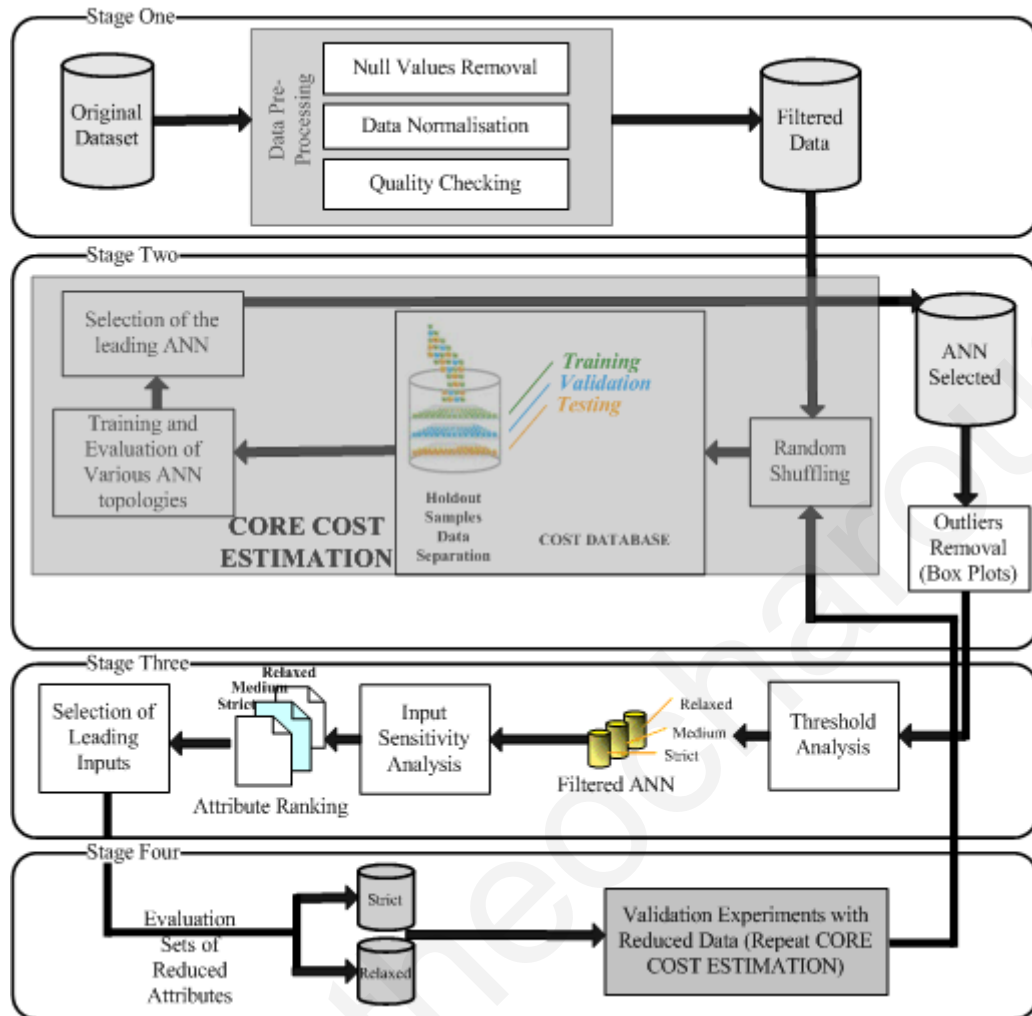 Stage One
Original
Dataset
Data Pre-
Processing
Null Values Removal
Data Normalisation
Quality Checking
Filtered
Data
Stage Two
Selection of the
leading ANN
Training and
Evaluation of
Various ANN
topologies
CORE COST
ESTIMATION
Training
Validation
Testing
Holdout
Samples
Data
Separation
COST DATABASE
Random
Shuffling
ANN
Selected
Outliers
Removal
(Box Plots)
Stage Three
Selection of
Leading
Inputs
Relaxed
Medium
Strict
Attribute Ranking
Input
Sensitivity
Analysis
Relaxed
Medium
Strict
Filtered ANN
Threshold
Analysis
Stage Four
Evaluation
Sets of
Reduced
Attributes
Strict
Relaxed
Validation Experiments with
Reduced Data (Repeat CORE
COST ESTIMATION)